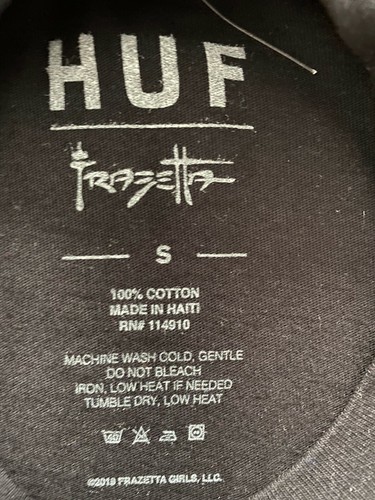 HUF
FRAZETTA
S
100% COTTON
MADE IN HAITI
RN# 114910
MACHINE WASH COLD, GENTLE
DO NOT BLEACH
IRON, LOW HEAT IF NEEDED
TUMBLE DRY, LOW HEAT
40
©2019 FRAZETTA GIRLS, LLC.